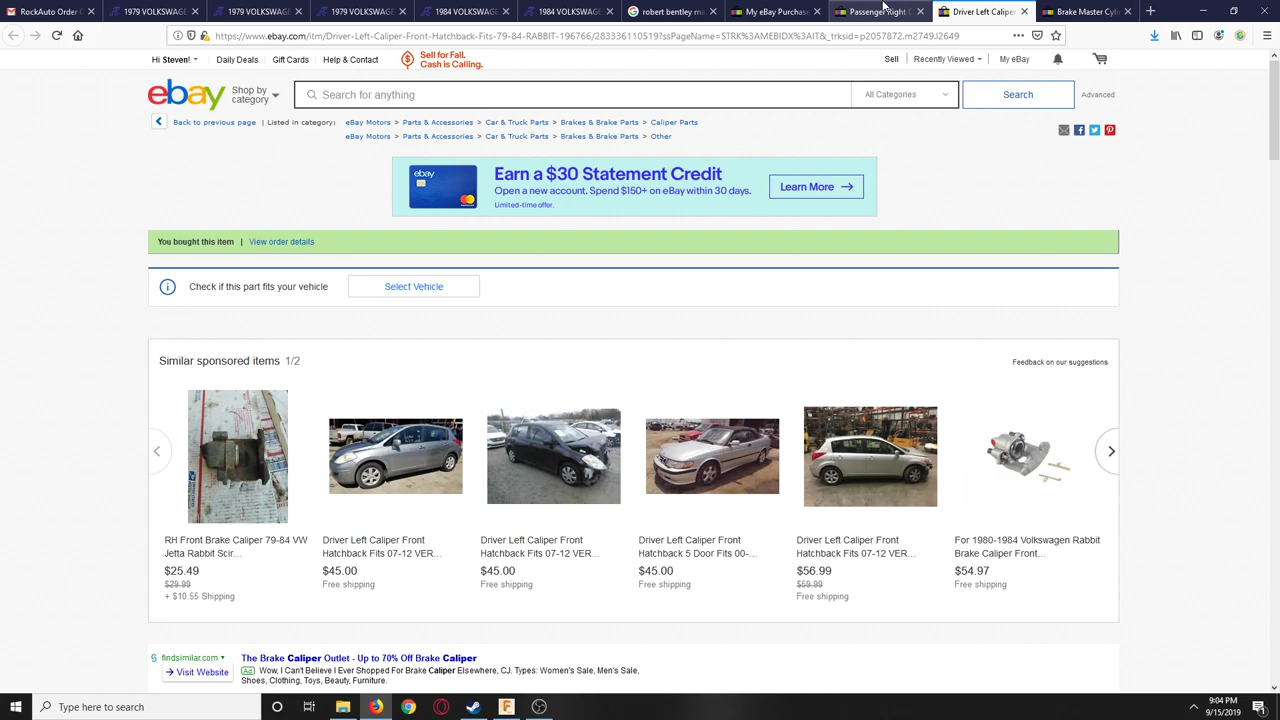 RockAuto Order C
1979 VOLKSWAGEN
1979 VOLKSWAGEN
1979 VOLKSWAGEN
1984 VOLKSWAGEN
1984 VOLKSWAGEN
robert bentley ma
My eBay Purchase
Passenger Right C
Driver Left Caliper
Brake Master Cylin
https://www.ebay.com/itm/Driver-Left-Caliper-Front-Hatchback-Fits-79-84-RABBIT-196766/283336110519?ssPageName=STRK%3AMEBIDX%3AIT&_trksid=p2057872.m2749.l2649
Hi Steven! Daily Deals Gift Cards Help & Contact
Sell for Fall.
Cash is Calling.
Sell Recently Viewed My eBay
ebay
Shop by
category
Search for anything All Categories Search Advanced
Back to previous page | Listed in category: eBay Motors > Parts & Accessories > Car & Truck Parts > Brakes & Brake Parts > Caliper Parts
eBay Motors > Parts & Accessories > Car & Truck Parts > Brakes & Brake Parts > Other
ebay
Earn a $30 Statement Credit
Open a new account. Spend $150+ on eBay within 30 days.
Limited-time offer.
Learn More
You bought this item | View order details
Check if this part fits your vehicle Select Vehicle
Similar sponsored items 1/2
Feedback on our suggestions
RH Front Brake Caliper 79-84 VW
Jetta Rabbit Scir...
$25.49
$29.99
+ $10.55 Shipping
Driver Left Caliper Front
Hatchback Fits 07-12 VER...
$45.00
Free shipping
Driver Left Caliper Front
Hatchback Fits 07-12 VER...
$45.00
Free shipping
Driver Left Caliper Front
Hatchback 5 Door Fits 00-...
$45.00
Free shipping
Driver Left Caliper Front
Hatchback Fits 07-12 VER...
$56.99
$59.99
Free shipping
For 1980-1984 Volkswagen Rabbit
Brake Caliper Front...
$54.97
Free shipping
findsimilar.com
Visit Website
The Brake Caliper Outlet - Up to 70% Off Brake Caliper
Ad Wow, I Can't Believe I Ever Shopped For Brake Caliper Elsewhere, CJ. Types: Women's Sale, Men's Sale,
Shoes, Clothing, Toys, Beauty, Furniture.
Type here to search
9:04 PM
9/15/2019
1